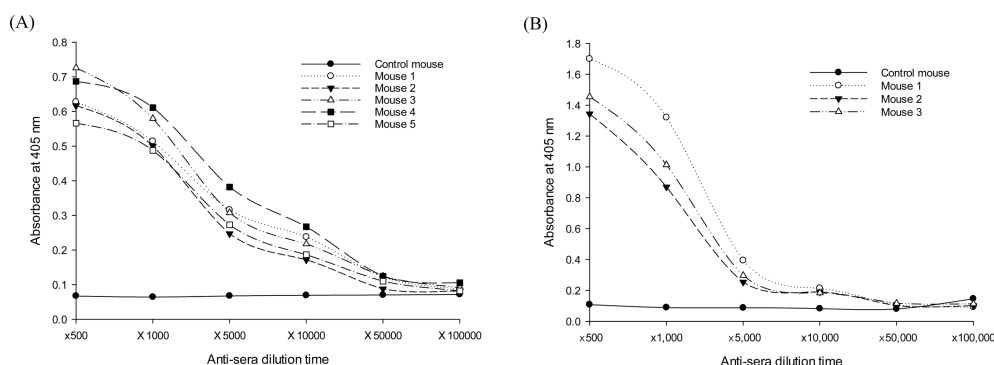 (A)
Absorbance at 405 nm
0.8
0.7
0.6
0.5
0.4
0.3
0.2
0.1
0.0
Control mouse
Mouse 1
Mouse 2
Mouse 3
Mouse 4
Mouse 5
x500 X 1000 X 5000 X 10000 X 50000 X 100000
Anti-sera dilution time
(B)
Absorbance at 405 nm
1.8
1.6
1.4
1.2
1.0
0.8
0.6
0.4
0.2
0.0
Control mouse
Mouse 1
Mouse 2
Mouse 3
×500 x1,000 x5,000 x10,000 x50,000 x100,000
Anti-sera dilution time